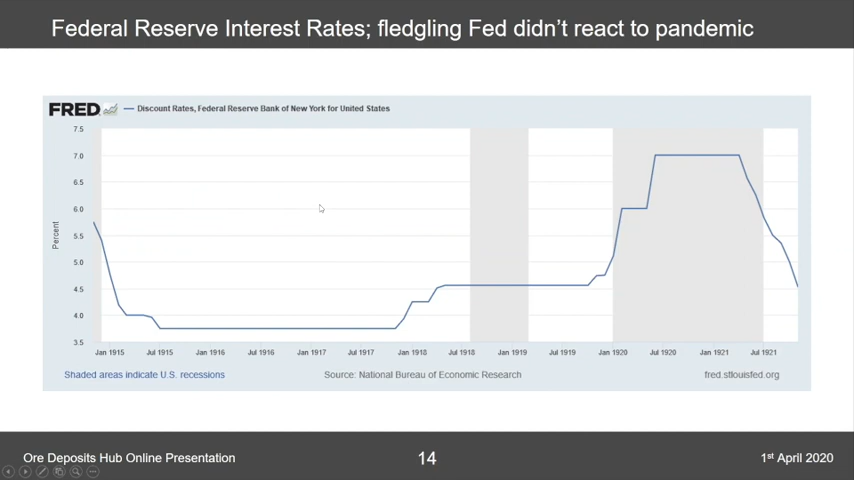 Federal Reserve Interest Rates; fledgling Fed didn't react to pandemic
FRED — Discount Rates, Federal Reserve Bank of New York for United States
7.5
7.0
6.5
6.0
5.5
5.0
4.5
4.0
3.5
Percent
Jan 1915 Jul 1915 Jan 1916 Jul 1916 Jan 1917 Jul 1917 Jan 1918 Jul 1918 Jan 1919 Jul 1919 Jan 1920 Jul 1920 Jan 1921 Jul 1921
Shaded areas indicate U.S. recessions Source: National Bureau of Economic Research fred.stlouisfed.org
Ore Deposits Hub Online Presentation 14 1st April 2020